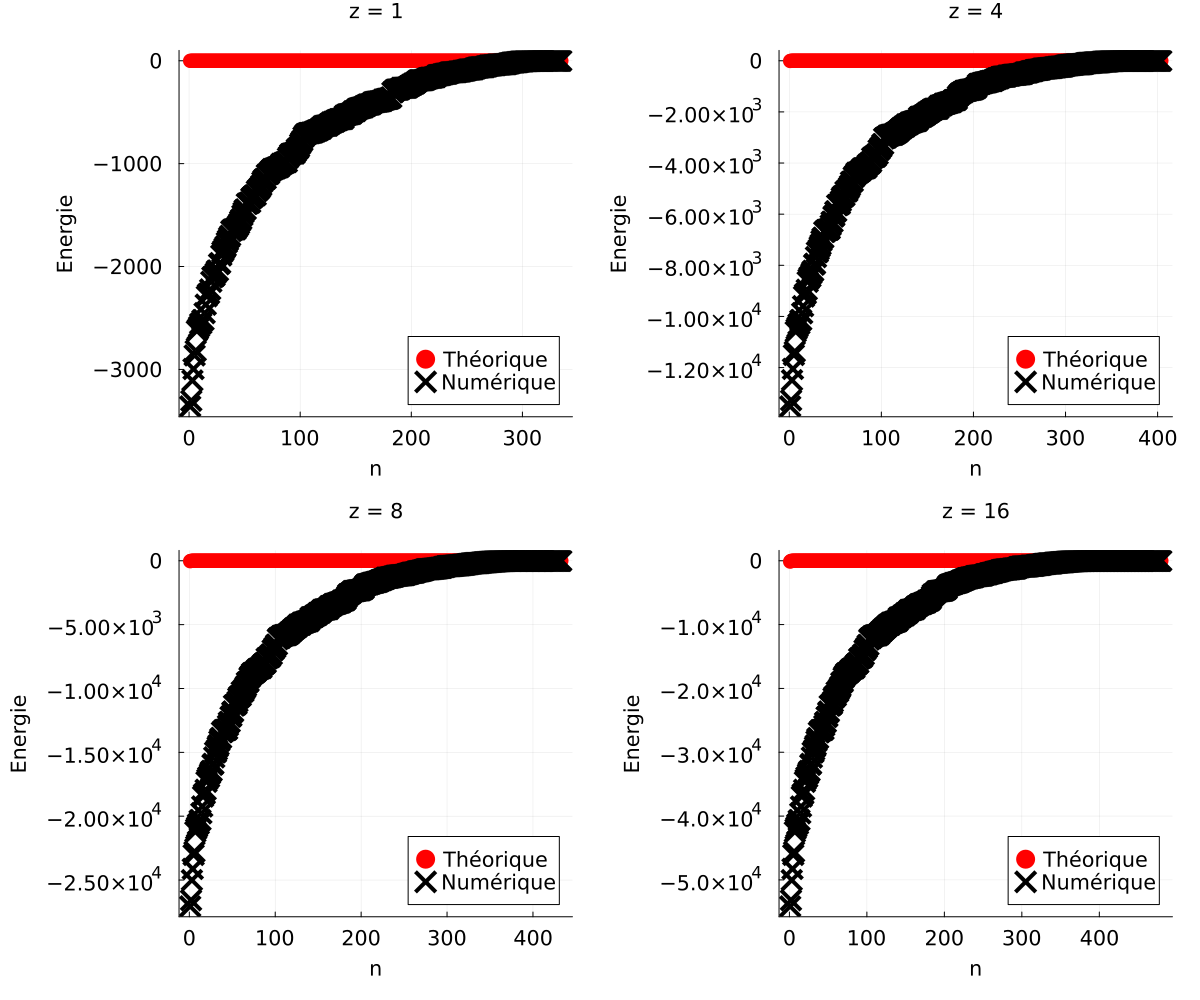 z = 1
0
−1000
−2000
−3000
Energie
0
100
200
300
n
Théorique
Numérique
z = 4
0
−2.00×10³
−4.00×10³
−6.00×10³
−8.00×10³
−1.00×10⁴
−1.20×10⁴
Energie
0
100
200
300
400
n
Théorique
Numérique
z = 8
0
−5.00×10³
−1.00×10⁴
−1.50×10⁴
−2.00×10⁴
−2.50×10⁴
Energie
0
100
200
300
400
n
Théorique
Numérique
z = 16
0
−1.0×10⁴
−2.0×10⁴
−3.0×10⁴
−4.0×10⁴
−5.0×10⁴
Energie
0
100
200
300
400
n
Théorique
Numérique